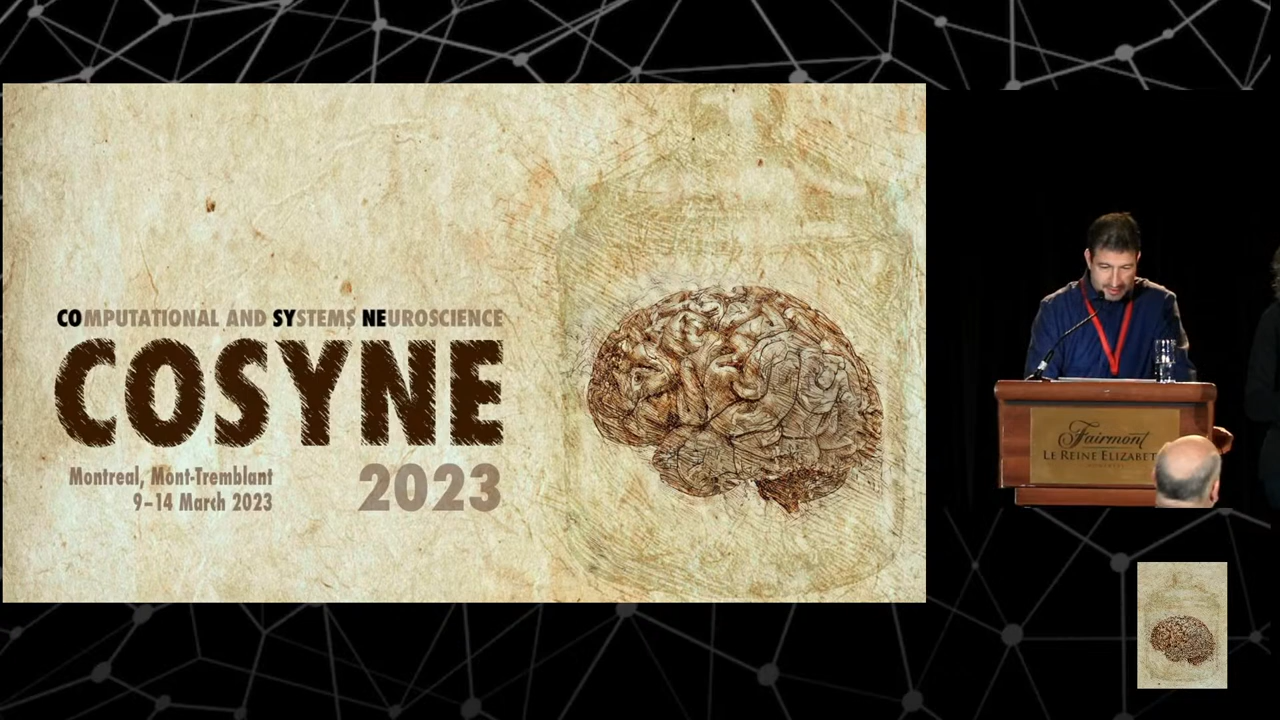 COMPUTATIONAL AND SYSTEMS NEUROSCIENCE
COSYNE
Montreal, Mont-Tremblant
9–14 March 2023
2023
Fairmont
LE REINE ELIZABET